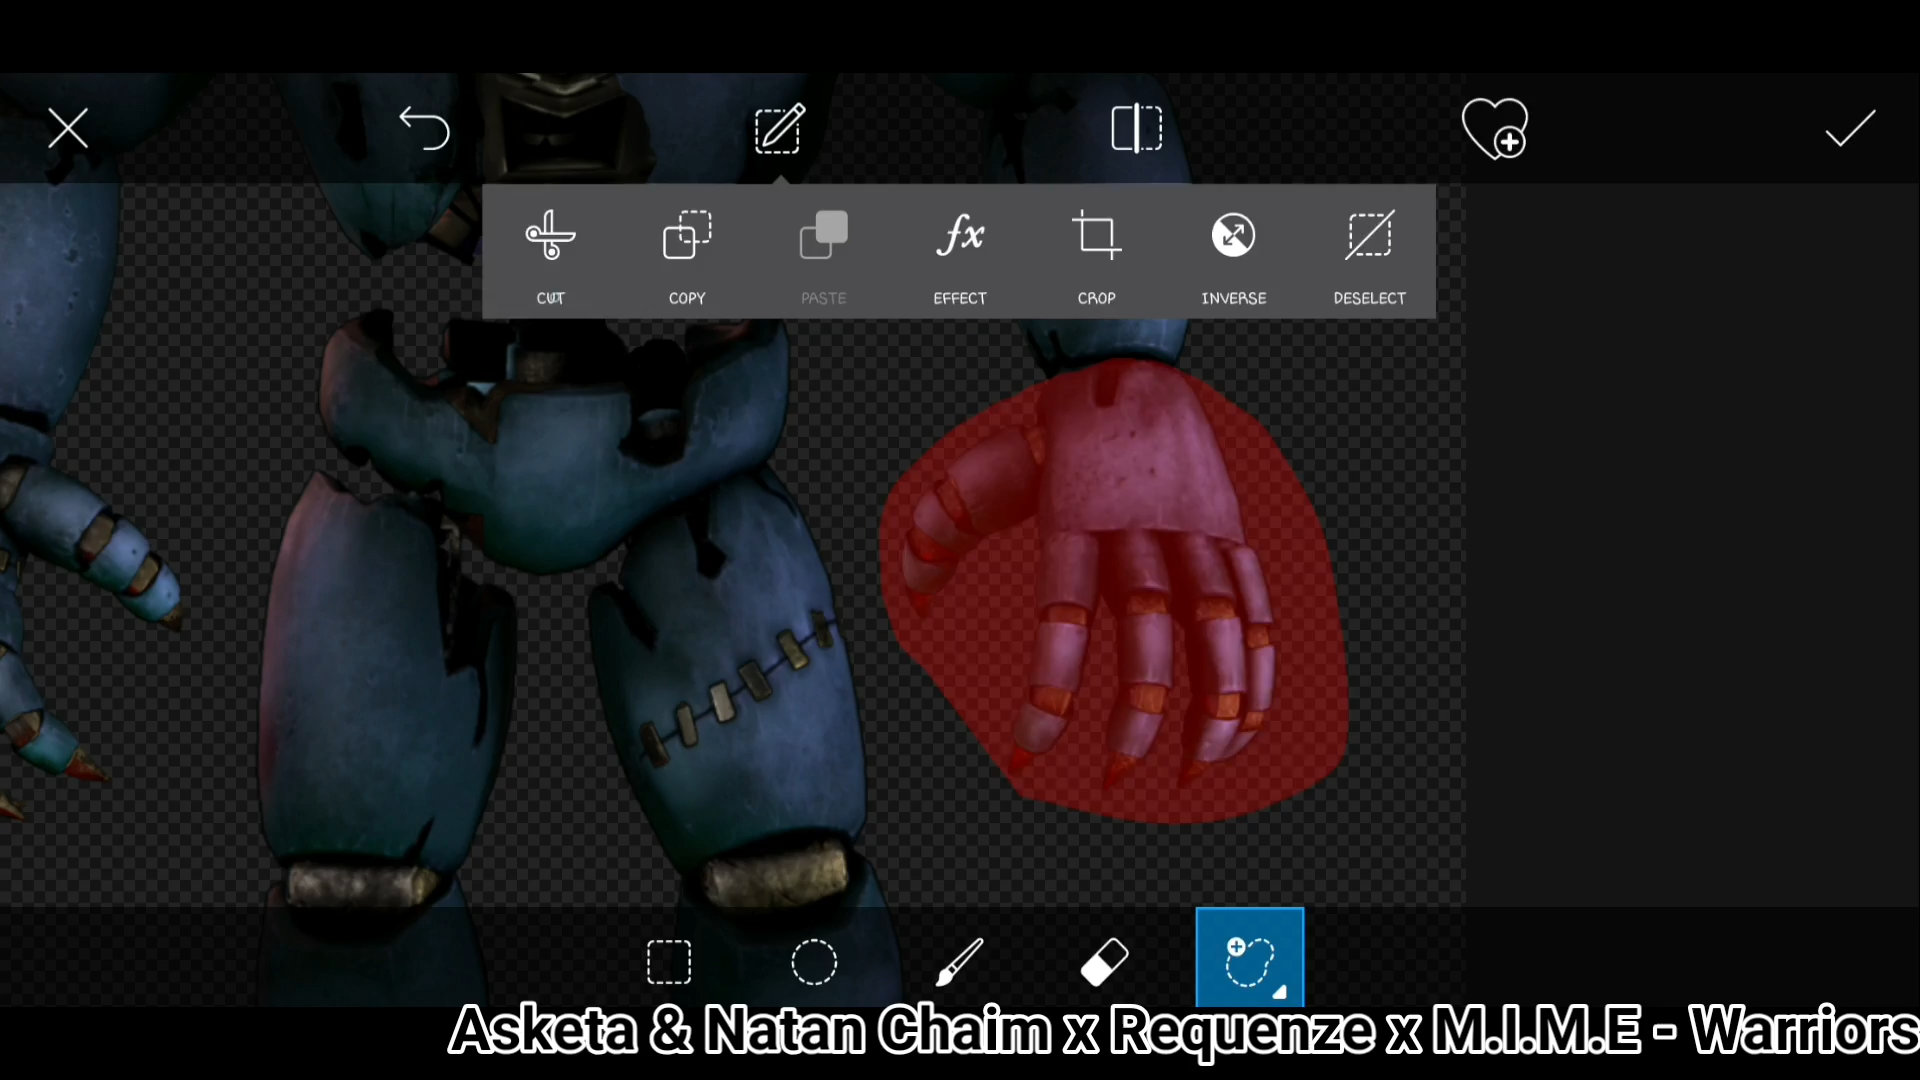 CUT COPY PASTE EFFECT CROP INVERSE DESELECT
Asketa & Natan Chaim x Requenze x M.I.M.E - Warriors